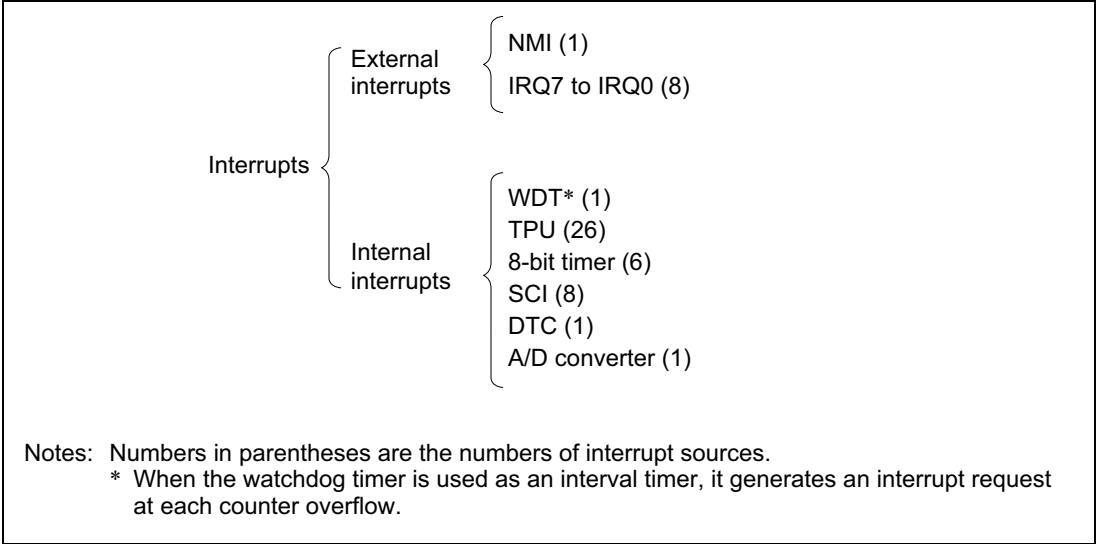 Interrupts
External
interrupts
NMI (1)
IRQ7 to IRQ0 (8)
Internal
interrupts
WDT* (1)
TPU (26)
8-bit timer (6)
SCI (8)
DTC (1)
A/D converter (1)
Notes: Numbers in parentheses are the numbers of interrupt sources.
* When the watchdog timer is used as an interval timer, it generates an interrupt request
at each counter overflow.